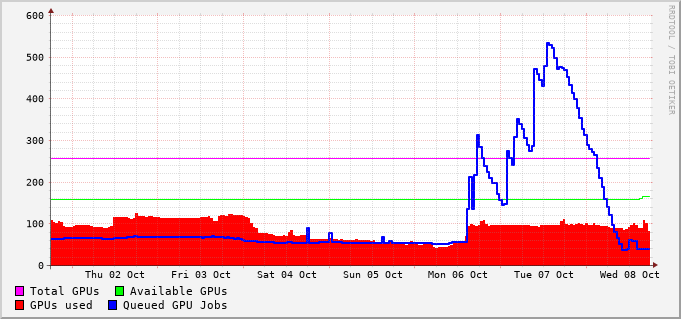 600
500
400
300
200
100
0
Thu 02 Oct Fri 03 Oct Sat 04 Oct Sun 05 Oct Mon 06 Oct Tue 07 Oct Wed 08 Oct
Total GPUs Available GPUs
GPUs used Queued GPU Jobs
RRDTOOL / TOBI OETIKER